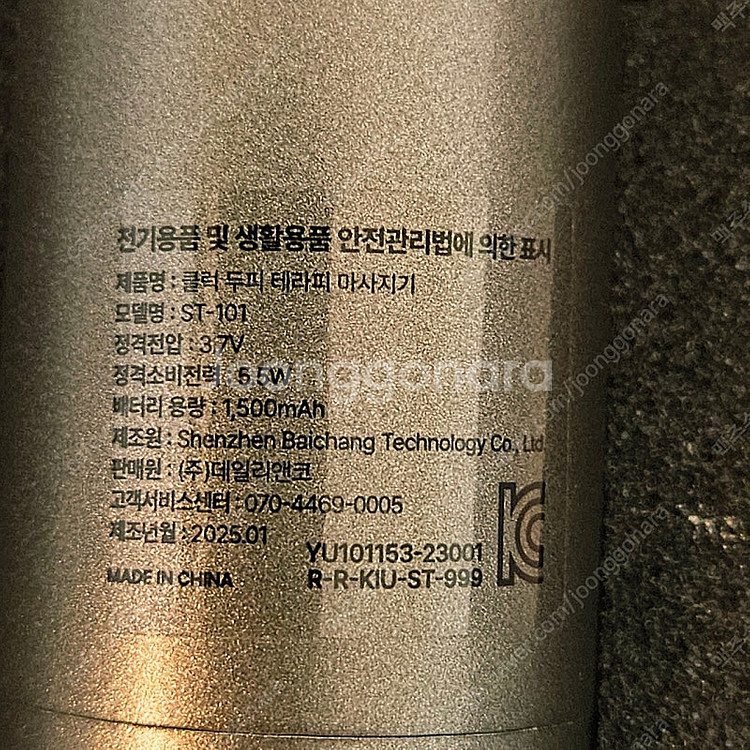 전기용품 및 생활용품 안전관리법에 의한 표시
제품명 : 클럭 두피 테라피 마사지기
모델명 : ST-101
정격전압 : 3.7V
정격소비전력 : 5.5W
배터리 용량 : 1,500mAh
제조원 : Shenzhen Baichang Technology Co., Ltd.
판매원 : (주)데일리앤코
고객서비스센터 : 070-4469-0005
제조년월 : 2025.01
YU101153-23001
MADE IN CHINA
R-R-KIU-ST-999
joonggonara